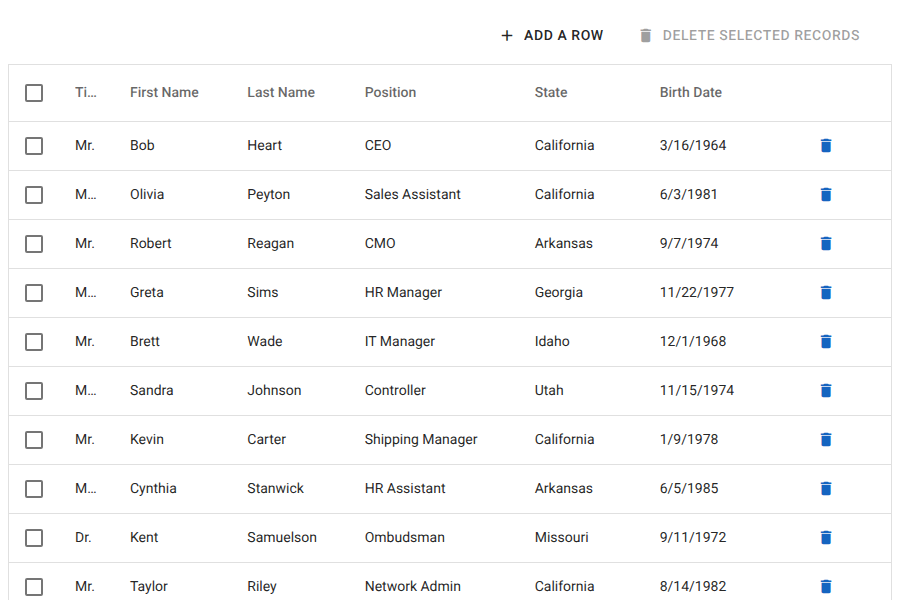 ADD A ROW DELETE SELECTED RECORDS
Ti... First Name Last Name Position State Birth Date
Mr. Bob Heart CEO California 3/16/1964
M... Olivia Peyton Sales Assistant California 6/3/1981
Mr. Robert Reagan CMO Arkansas 9/7/1974
M... Greta Sims HR Manager Georgia 11/22/1977
Mr. Brett Wade IT Manager Idaho 12/1/1968
M... Sandra Johnson Controller Utah 11/15/1974
Mr. Kevin Carter Shipping Manager California 1/9/1978
M... Cynthia Stanwick HR Assistant Arkansas 6/5/1985
Dr. Kent Samuelson Ombudsman Missouri 9/11/1972
Mr. Taylor Riley Network Admin California 8/14/1982